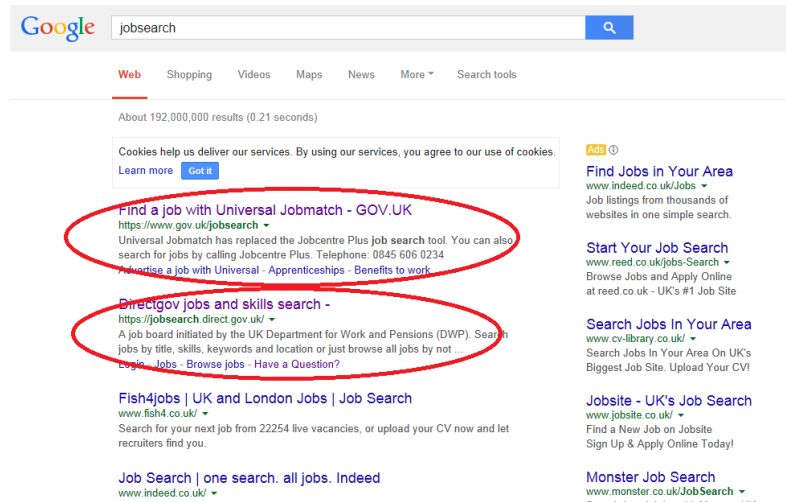 Google jobsearch
Web Shopping Videos Maps News More Search tools
About 192,000,000 results (0.21 seconds)
Cookies help us deliver our services. By using our services, you agree to our use of cookies.
Learn more Got it
Find a job with Universal Jobmatch - GOV.UK
https://www.gov.uk/jobsearch
Universal Jobmatch has replaced the Jobcentre Plus job search tool. You can also
search for jobs by calling Jobcentre Plus. Telephone: 0845 606 0234
Advertise a job with Universal - Apprenticeships - Benefits to work
Directgov jobs and skills search -
https://jobsearch.direct.gov.uk/
A job board initiated by the UK Department for Work and Pensions (DWP). Search
jobs by title, skills, keywords and location or just browse all jobs by not ...
Login - Jobs - Browse jobs - Have a Question?
Fish4jobs | UK and London Jobs | Job Search
www.fish4.co.uk/
Search for your next job from 22254 live vacancies, or upload your CV now and let
recruiters find you.
Job Search | one search. all jobs. Indeed
www.indeed.co.uk/
Ads
Find Jobs in Your Area
www.indeed.co.uk/Jobs
Job listings from thousands of
websites in one simple search.
Start Your Job Search
www.reed.co.uk/jobs-Search
Browse Jobs and Apply Online
at reed.co.uk - UK's #1 Job Site
Search Jobs In Your Area
www.cv-library.co.uk/
Search Jobs In Your Area On UK's
Biggest Job Site. Upload Your CV!
Jobsite - UK's Job Search
www.jobsite.co.uk/
Find a New Job on Jobsite
Sign Up & Apply Online Today!
Monster Job Search
www.monster.co.uk/JobSearch